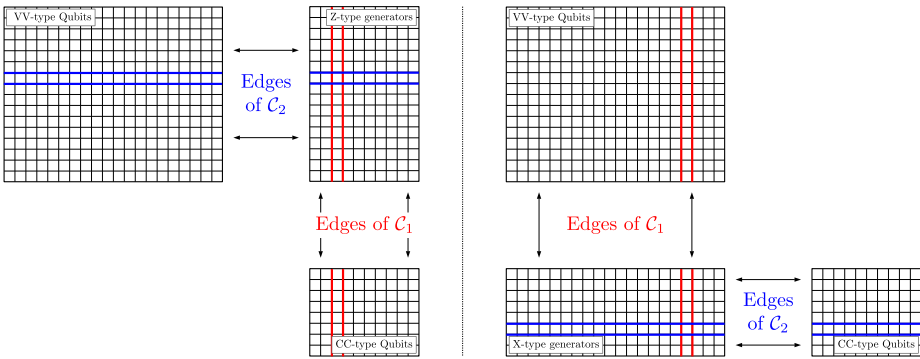 VV-type Qubits
Z-type generators
Edges
of C₂
Edges of C₁
CC-type Qubits
VV-type Qubits
Edges of C₁
Edges
of C₂
X-type generators
CC-type Qubits